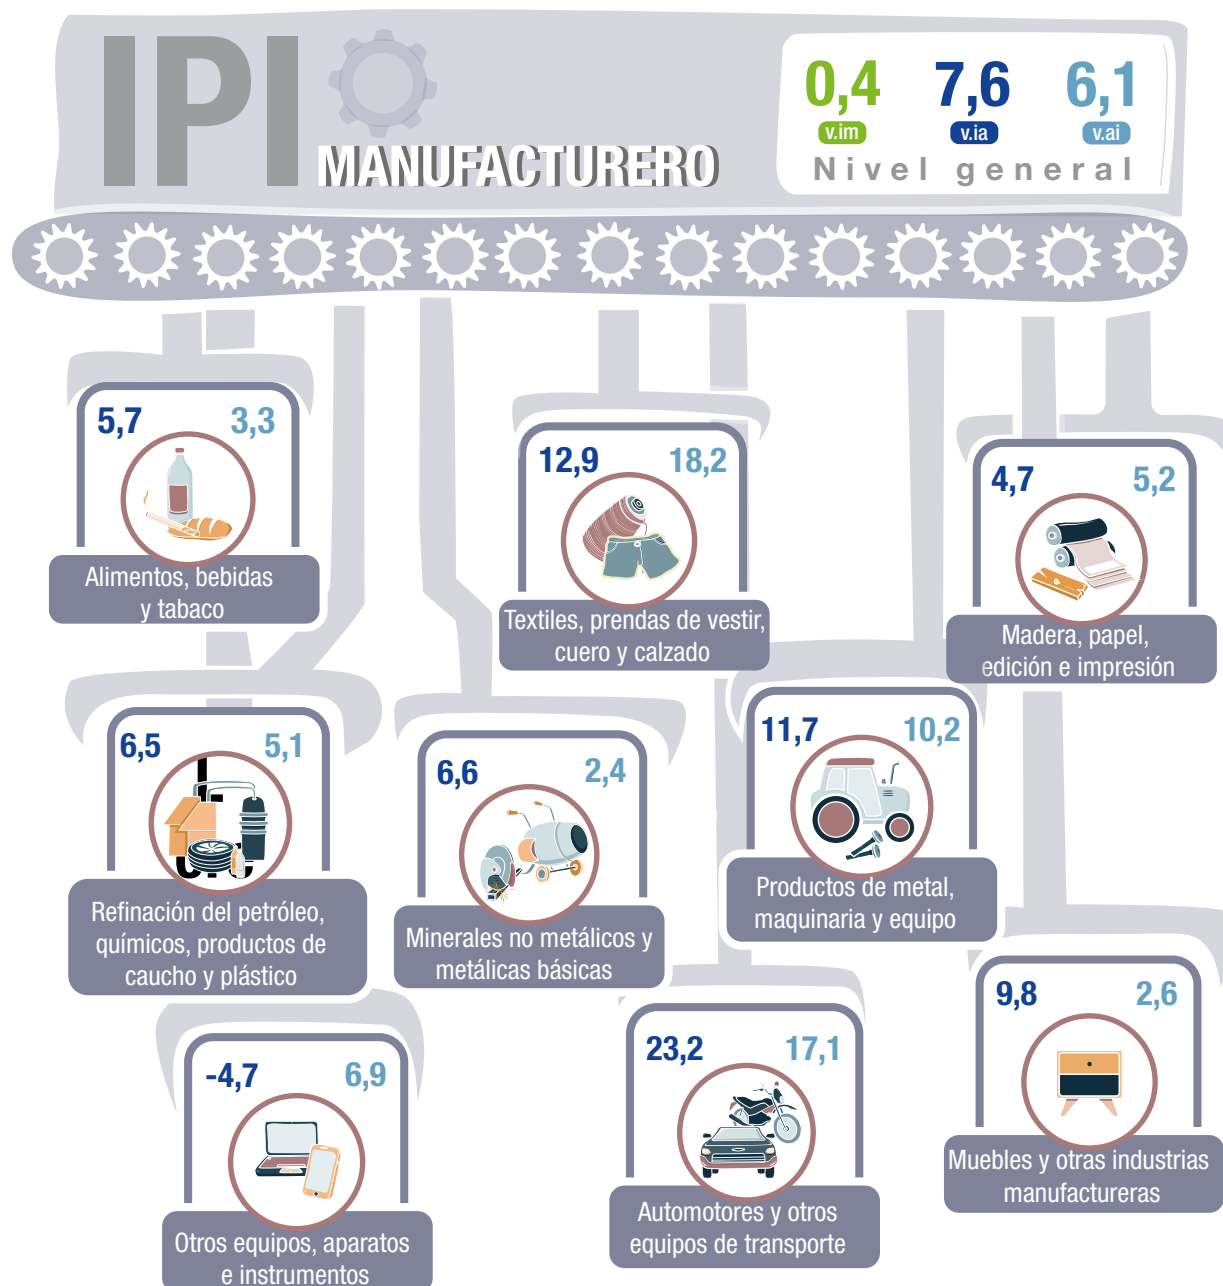 IPI
MANUFACTURERO
0,4 7,6 6,1
v.im v.ia v.ai
Nivel general
5,7 3,3
Alimentos, bebidas
y tabaco
12,9 18,2
Textiles, prendas de vestir,
cuero y calzado
4,7 5,2
Madera, papel,
edición e impresión
6,5 5,1
Refinación del petróleo,
químicos, productos de
caucho y plástico
6,6 2,4
Minerales no metálicos y
metálicas básicas
11,7 10,2
Productos de metal,
maquinaria y equipo
-4,7 6,9
Otros equipos, aparatos
e instrumentos
23,2 17,1
Automotores y otros
equipos de transporte
9,8 2,6
Muebles y otras industrias
manufactureras